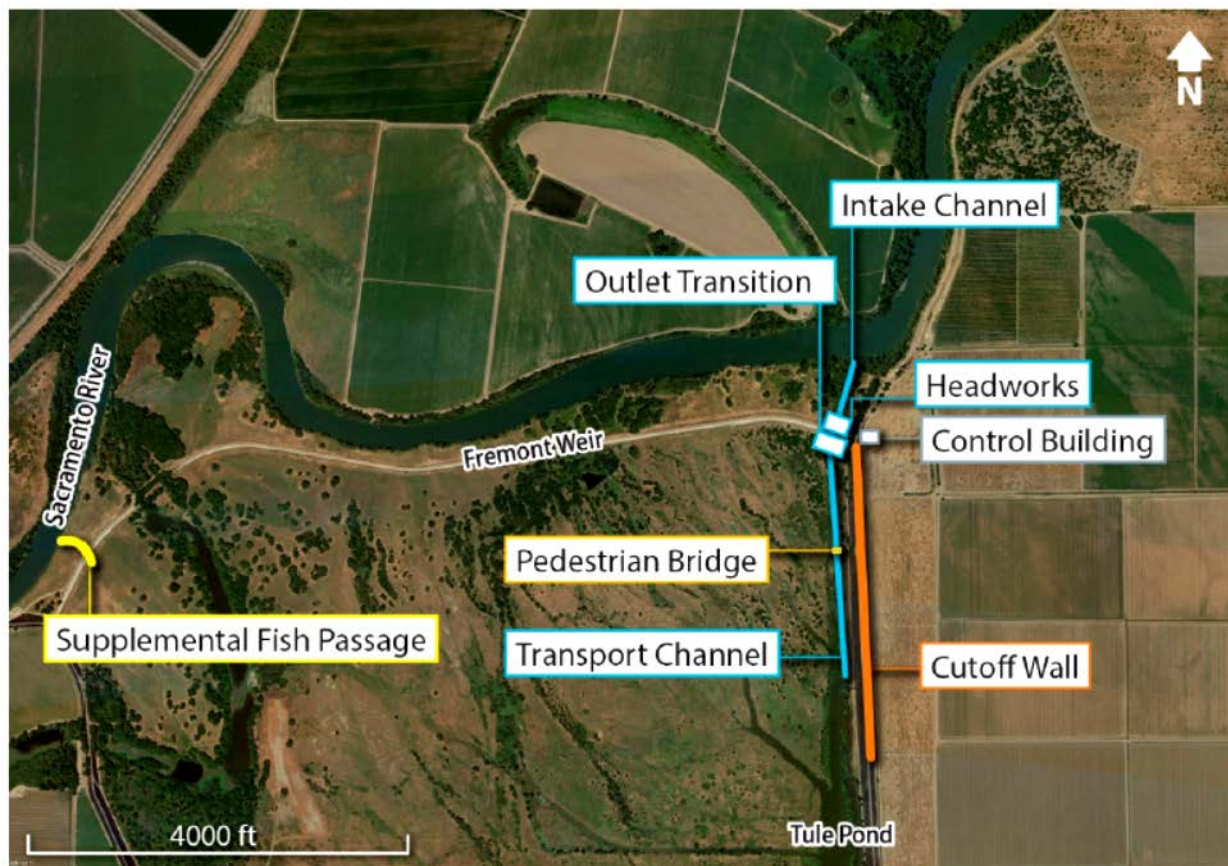 N
Intake Channel
Outlet Transition
Headworks
Control Building
Sacramento River
Fremont Weir
Pedestrian Bridge
Supplemental Fish Passage
Transport Channel
Cutoff Wall
4000 ft
Tule Pond